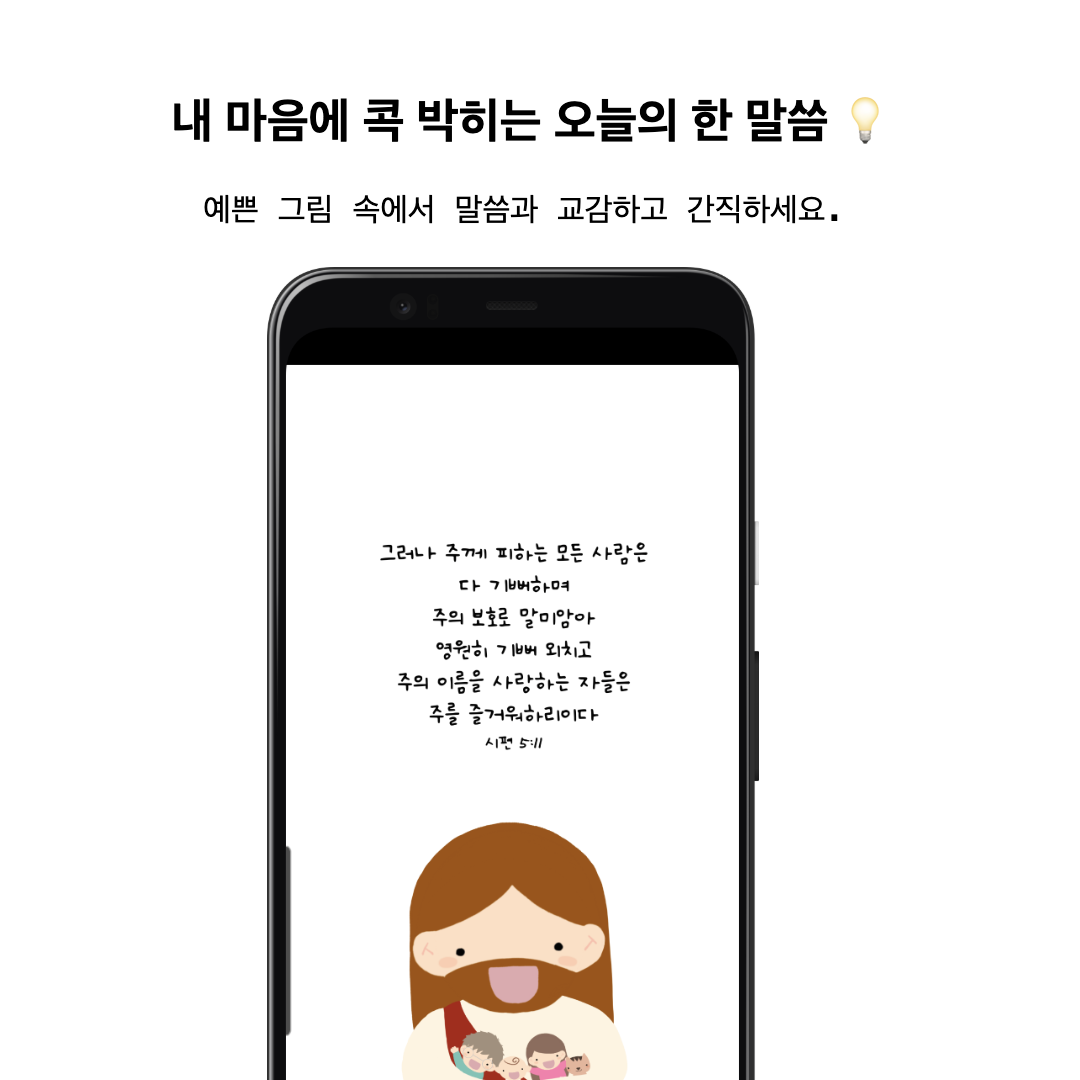 내 마음에 콕 박히는 오늘의 한 말씀 💡
예쁜 그림 속에서 말씀과 교감하고 간직하세요.
그러나 주께 피하는 모든 사람은
다 기뻐하며
주의 보호로 말미암아
영원히 기뻐 외치고
주의 이름을 사랑하는 자들은
주를 즐거워하리이다
시편 5:11